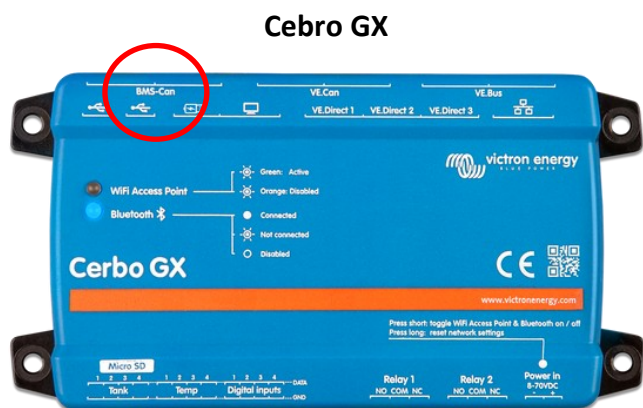 Cebro GX
BMS-Can VE.Can VE.Bus
VE.Direct 1 VE.Direct 2 VE.Direct 3
victron energy
BLUE POWER
WiFi Access Point
Green: Active
Orange: Disabled
Bluetooth
Connected
Not connected
Disabled
Cerbo GX
CE
www.victronenergy.com
Press short: toggle WiFi Access Point & Bluetooth on / off
Press long: reset network settings
Micro SD
1 2 3 4 1 2 3 4 1 2 3 4 DATA
Tank Temp Digital inputs GND
Relay 1
NO COM NC
Relay 2
NO COM NC
Power in
8-70VDC
- +